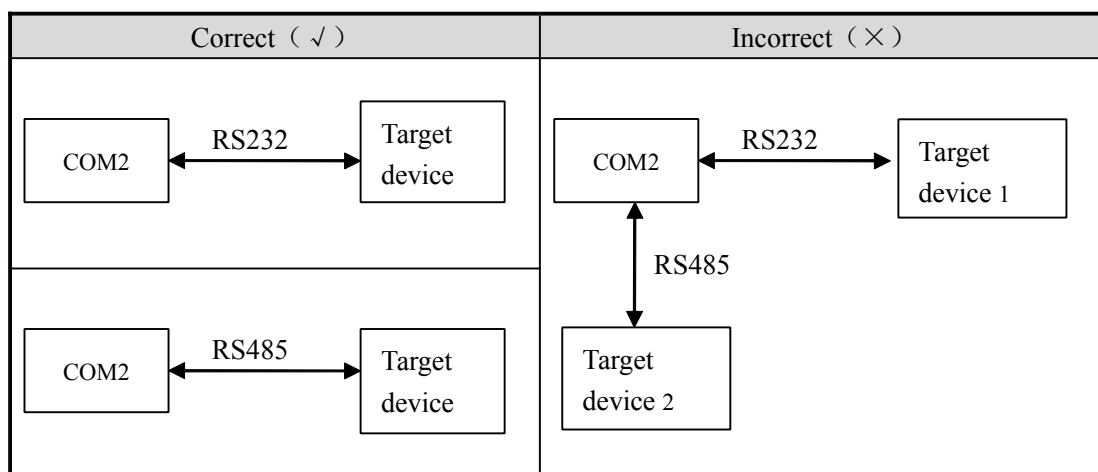 Correct（√）
Incorrect（×）
COM2
RS232
Target
device
COM2
RS485
Target
device
COM2
RS232
Target
device 1
RS485
Target
device 2